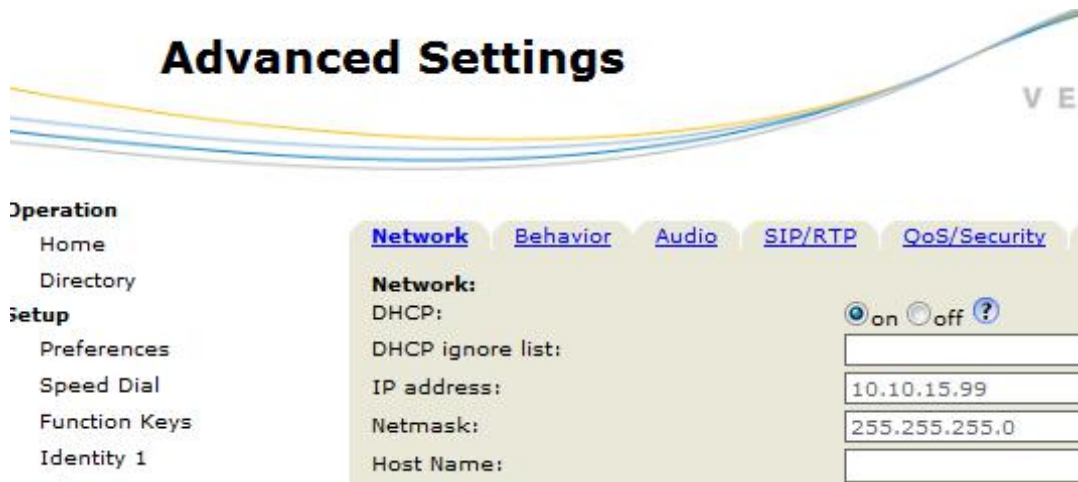 Advanced Settings
V E
Operation
Home
Directory
Setup
Preferences
Speed Dial
Function Keys
Identity 1
Network Behavior Audio SIP/RTP QoS/Security
Network:
DHCP: on off ?
DHCP ignore list:
IP address: 10.10.15.99
Netmask: 255.255.255.0
Host Name: